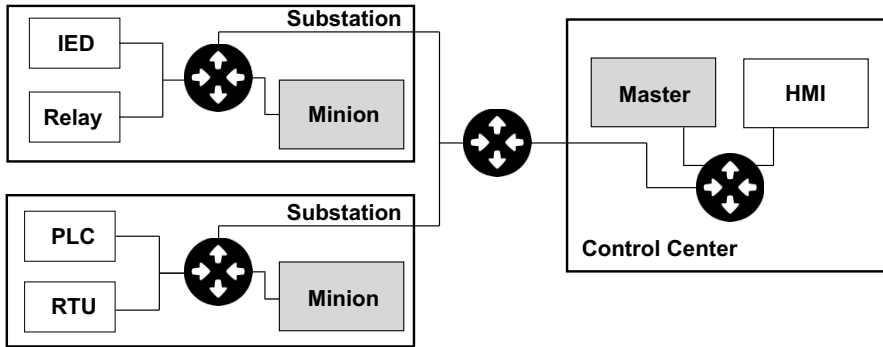 Substation
IED
Relay
Minion
Substation
PLC
RTU
Minion
Master
HMI
Control Center